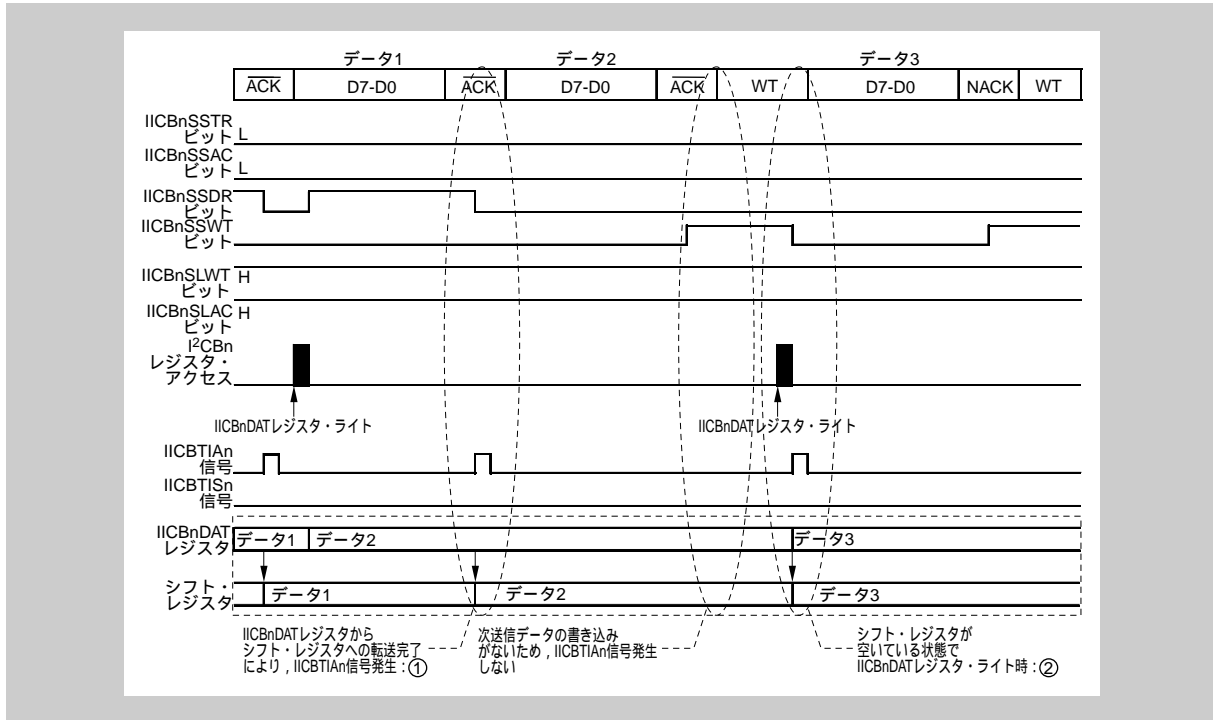 データ1 データ2 データ3
ACK D7-D0 ACK D7-D0 ACK WT D7-D0 NACK WT
IICBnSSTR
ビット L
IICBnSSAC
ビット L
IICBnSSDR
ビット
IICBnSSWT
ビット
IICBnSLWT H
ビット
IICBnSLAC H
ビット
I²CBn
レジスタ・
アクセス
IICBnDATレジスタ・ライト IICBnDATレジスタ・ライト
IICBTIAn
信号
IICBTISn
信号
IICBnDAT
レジスタ
データ1 データ2 データ3
シフト・
レジスタ
データ1 データ2 データ3
IICBnDATレジスタから
シフト・レジスタへの転送完了
により，IICBTIAn信号発生：①
次送信データの書き込み
がないため，IICBTIAn信号発生
しない
シフト・レジスタが
空いている状態で
IICBnDATレジスタ・ライト時：②